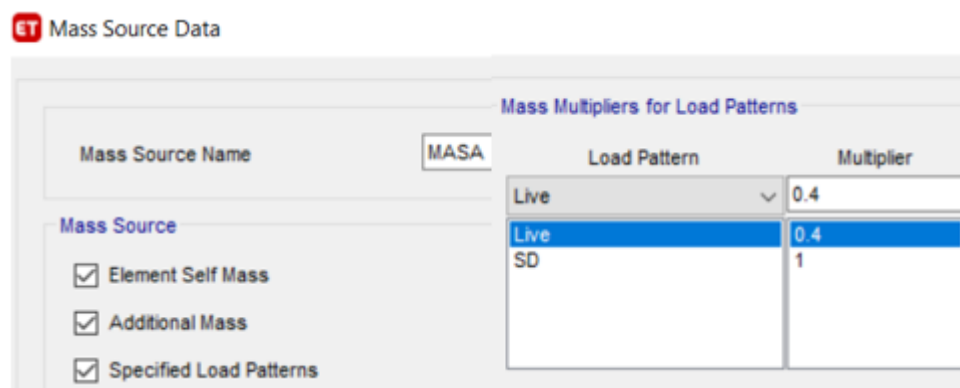 ET Mass Source Data
Mass Source Name MASA
Mass Source
Element Self Mass
Additional Mass
Specified Load Patterns
Mass Multipliers for Load Patterns
Load Pattern Multiplier
Live 0.4
Live 0.4
SD 1